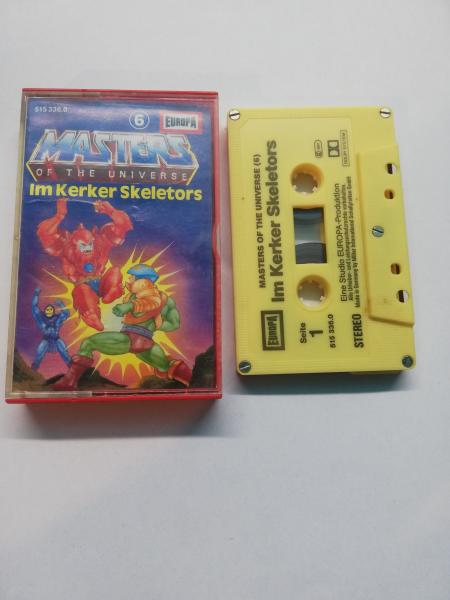 6
EUROPA
515 336.0
MASTERS
OF THE UNIVERSE
Im Kerker Skeletors
MASTERS OF THE UNIVERSE (6)
Im Kerker Skeletors
EUROPA
Seite
1
515 336.0
Eine Studio EUROPA-Produktion
STEREO